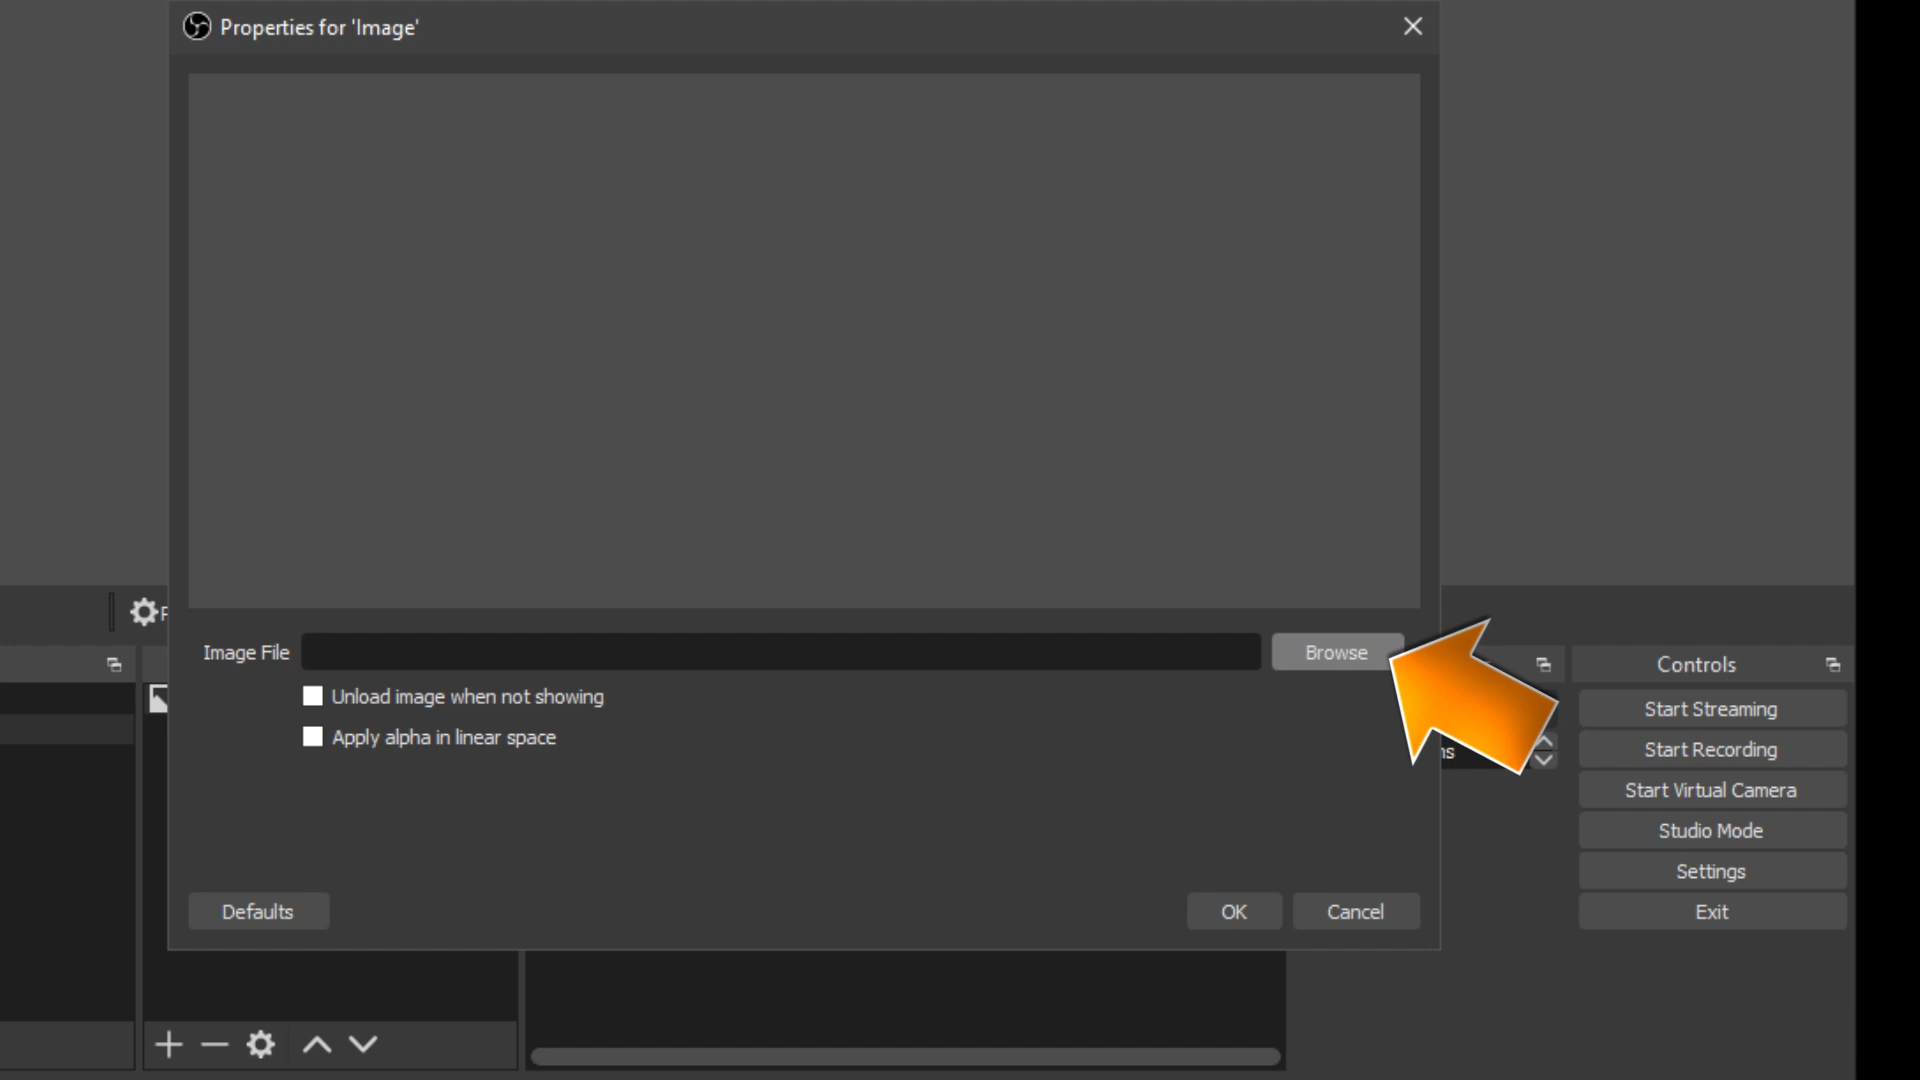 Properties for 'Image'
Image File
Browse
Unload image when not showing
Apply alpha in linear space
Defaults
OK
Cancel
Controls
Start Streaming
Start Recording
Start Virtual Camera
Studio Mode
Settings
Exit